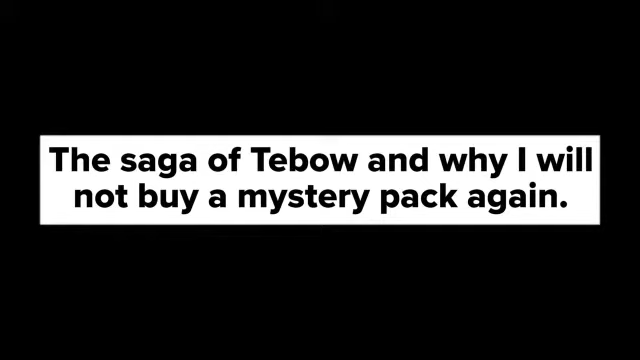 The saga of Tebow and why I will
not buy a mystery pack again.